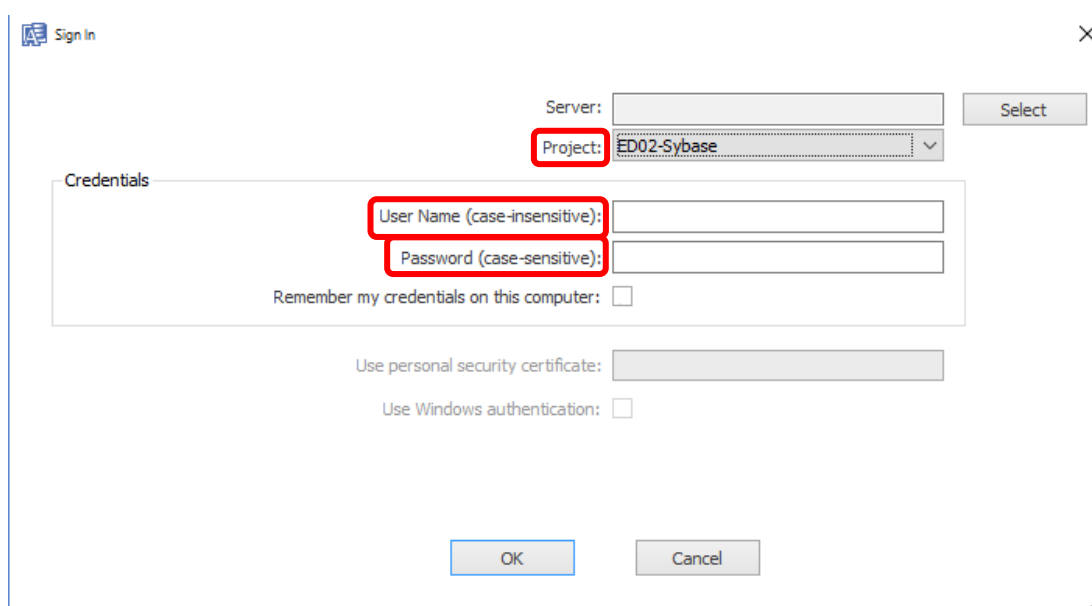 Sign In
Server:
Select
Project: ED02-Sybase
Credentials
User Name (case-insensitive):
Password (case-sensitive):
Remember my credentials on this computer:
Use personal security certificate:
Use Windows authentication:
OK Cancel